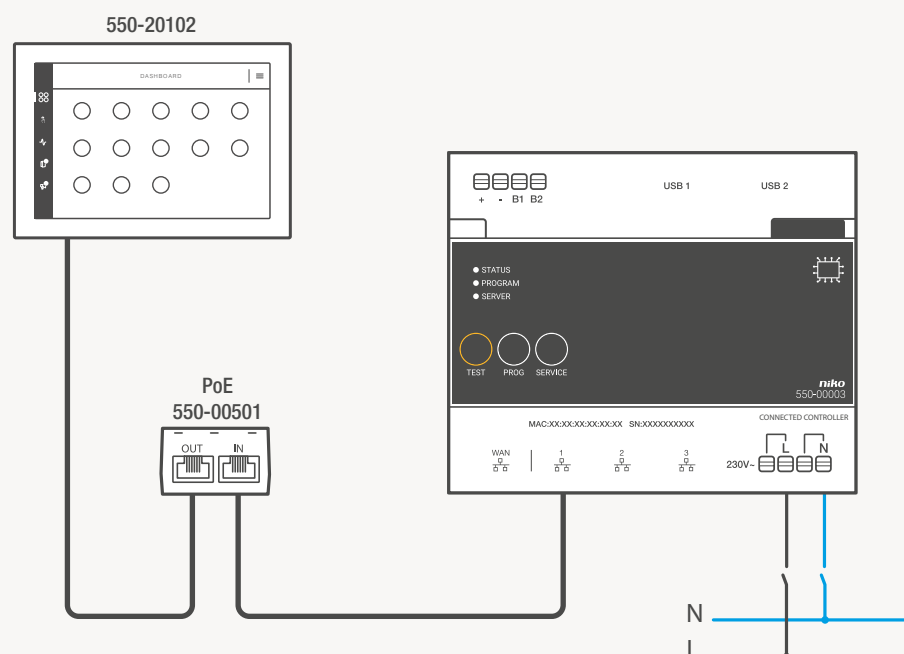 550-20102
DASHBOARD
PoE
550-00501
OUT IN
+ - B1 B2
USB 1
USB 2
STATUS
PROGRAM
SERVER
TEST PROG SERVICE
niko
550-00003
CONNECTED CONTROLLER
MAC:XX:XX:XX:XX:XX:XX SN:XXXXXXXXXX
WAN 1 2 3
230V~
L N
N
L